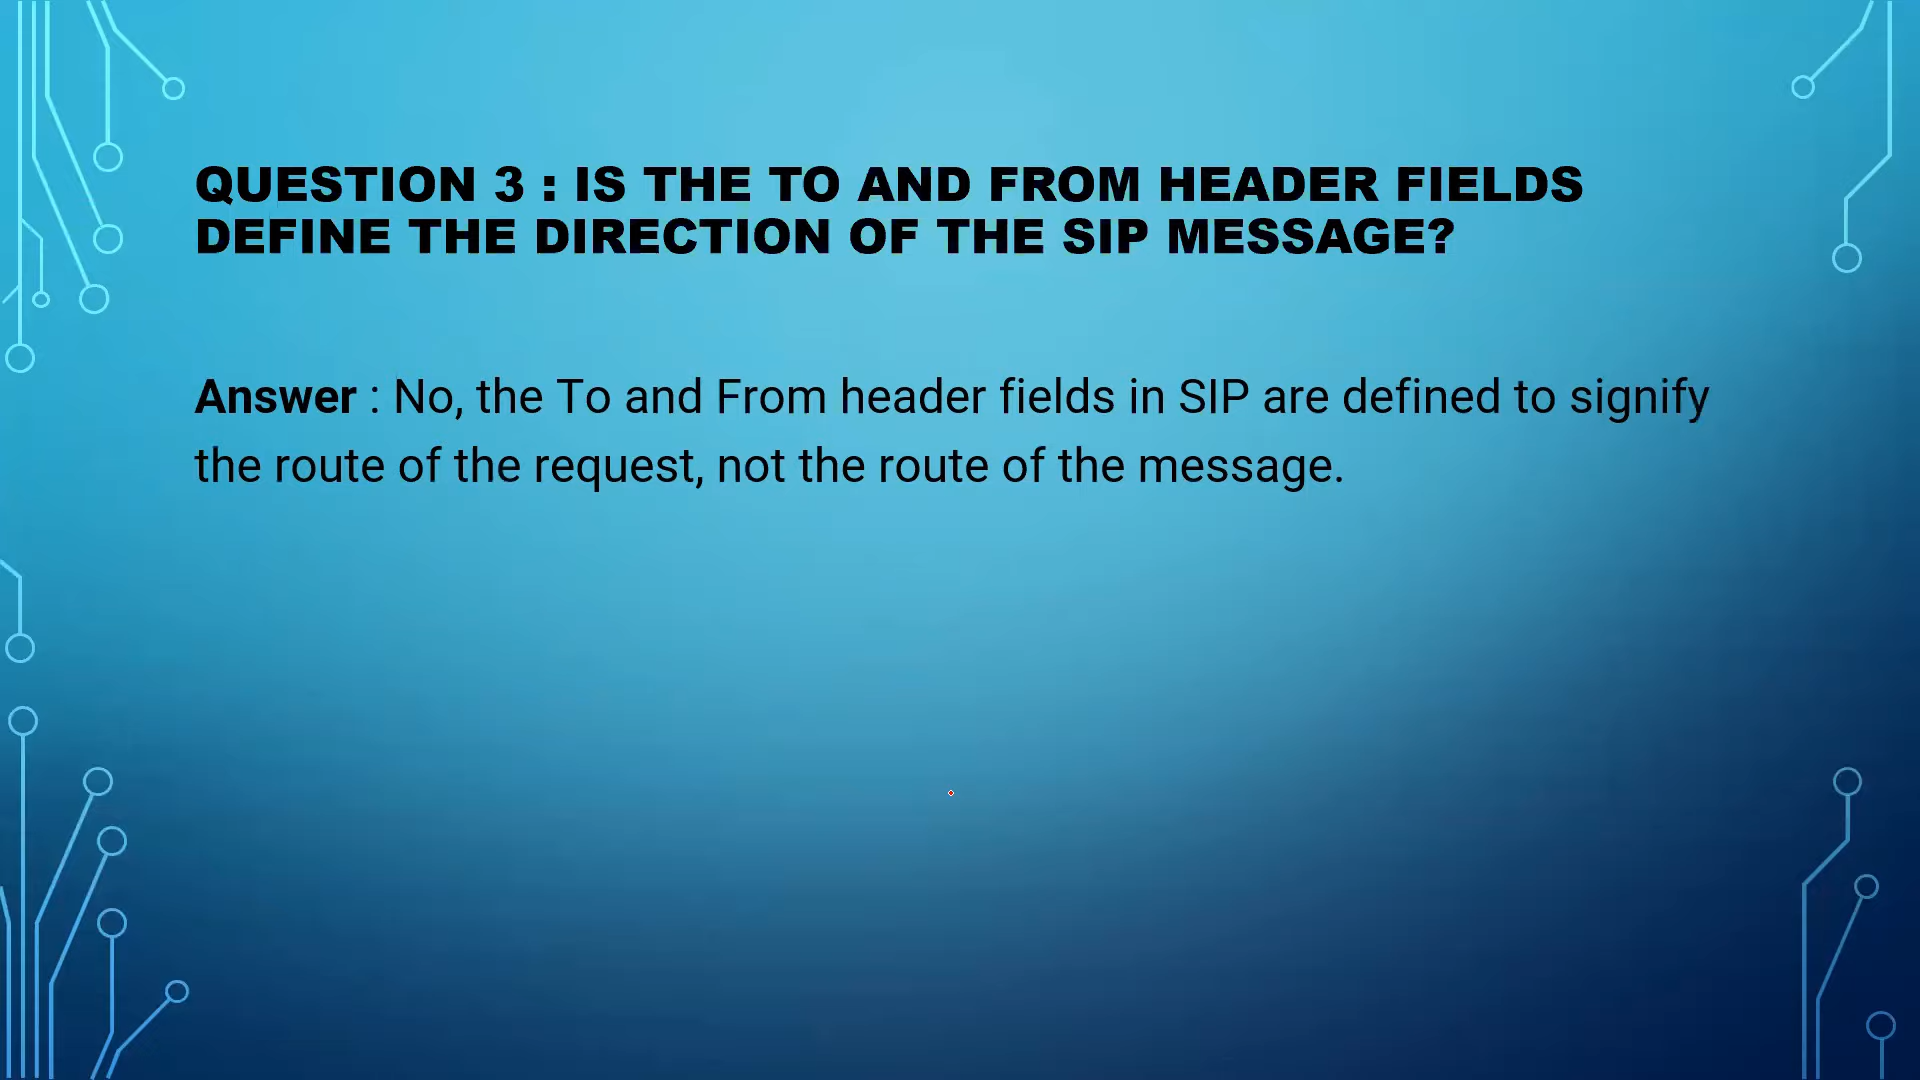 QUESTION 3 : IS THE TO AND FROM HEADER FIELDS
DEFINE THE DIRECTION OF THE SIP MESSAGE?
Answer : No, the To and From header fields in SIP are defined to signify
the route of the request, not the route of the message.